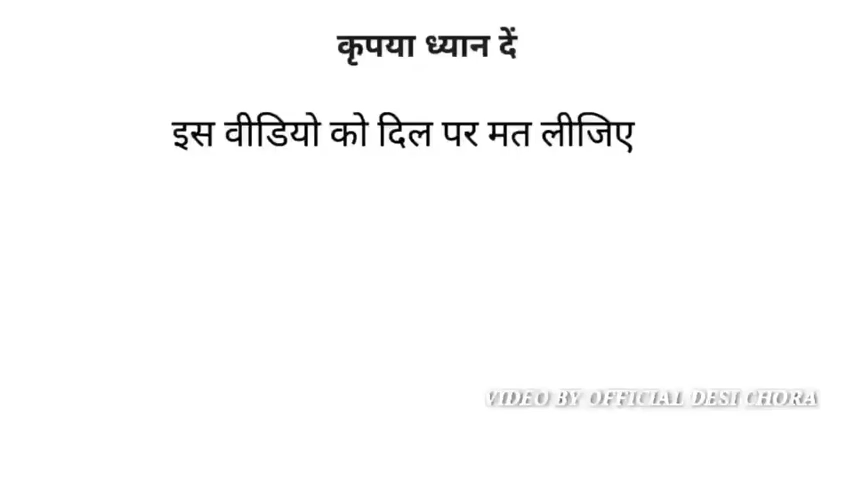 कृपया ध्यान दें
इस वीडियो को दिल पर मत लीजिए
VIDEO BY OFFICIAL DESI CHORA